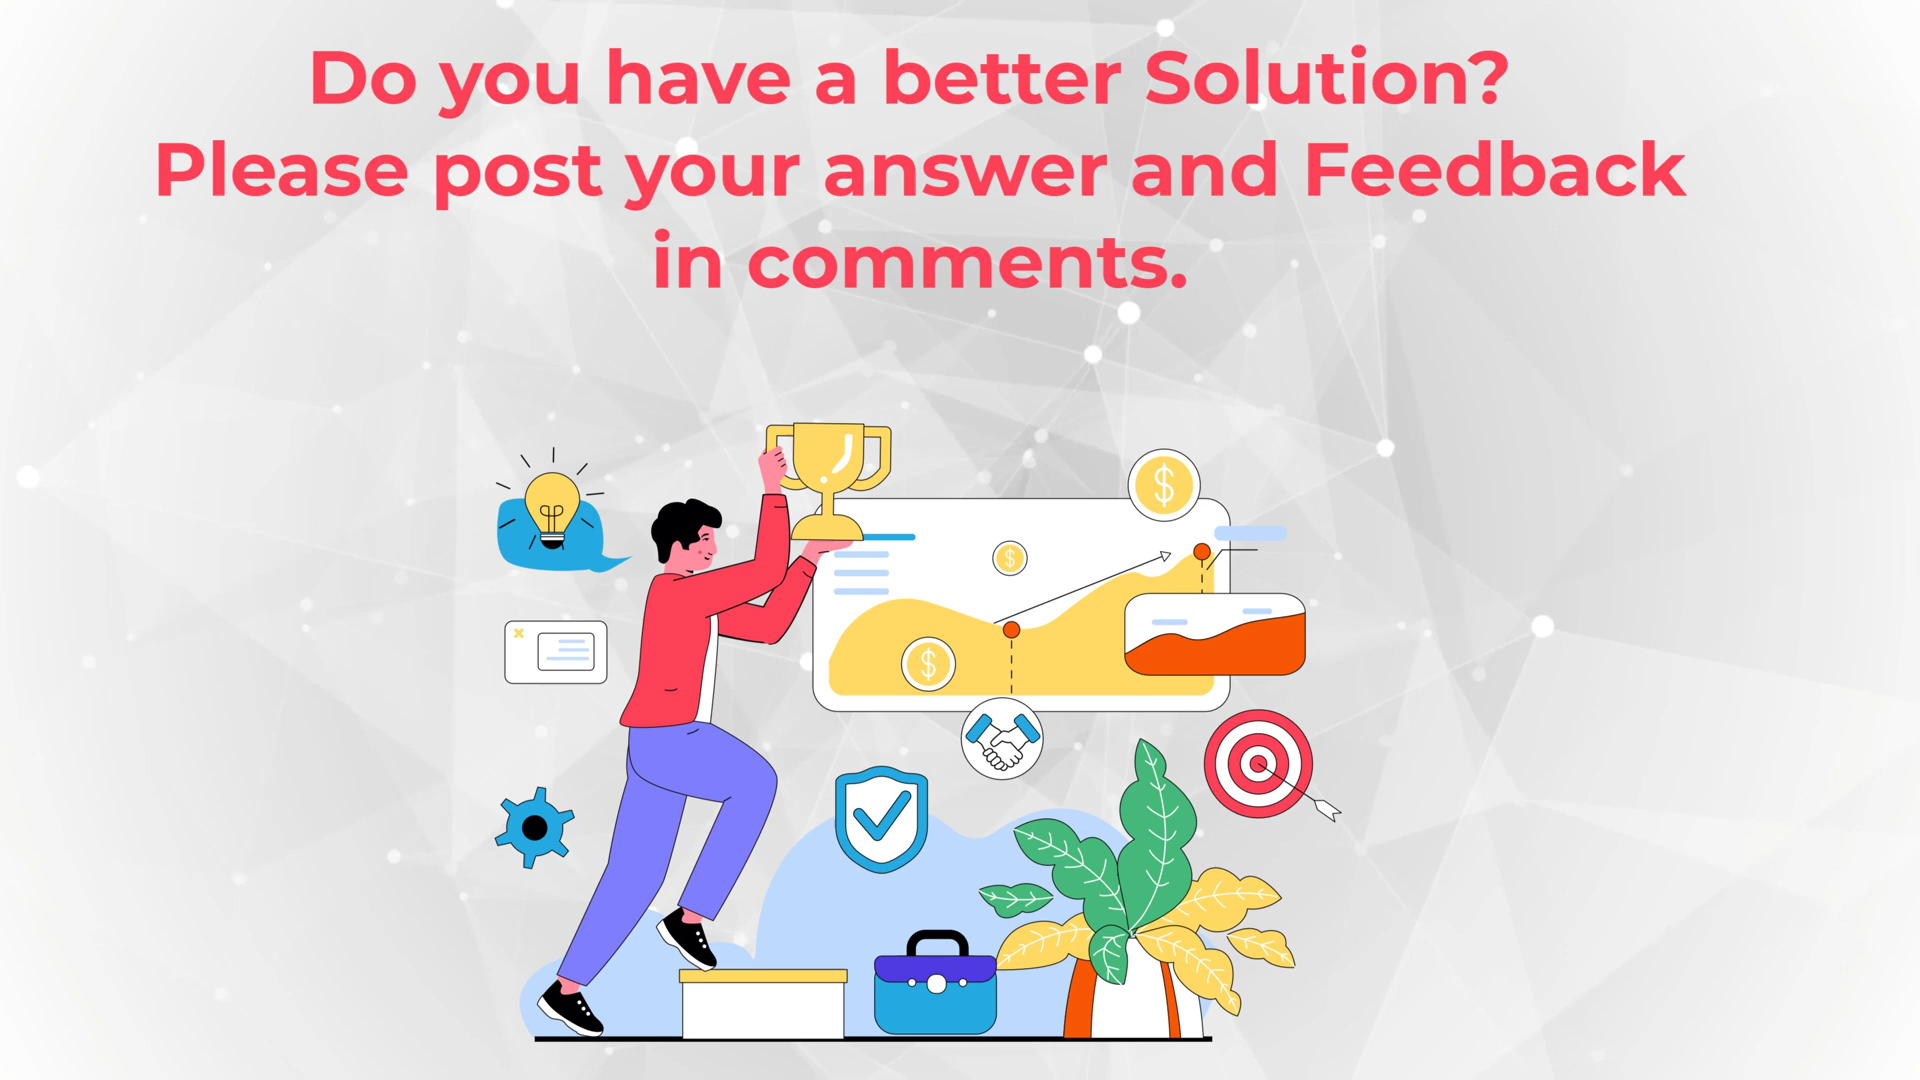 Do you have a better Solution?
Please post your answer and Feedback
in comments.